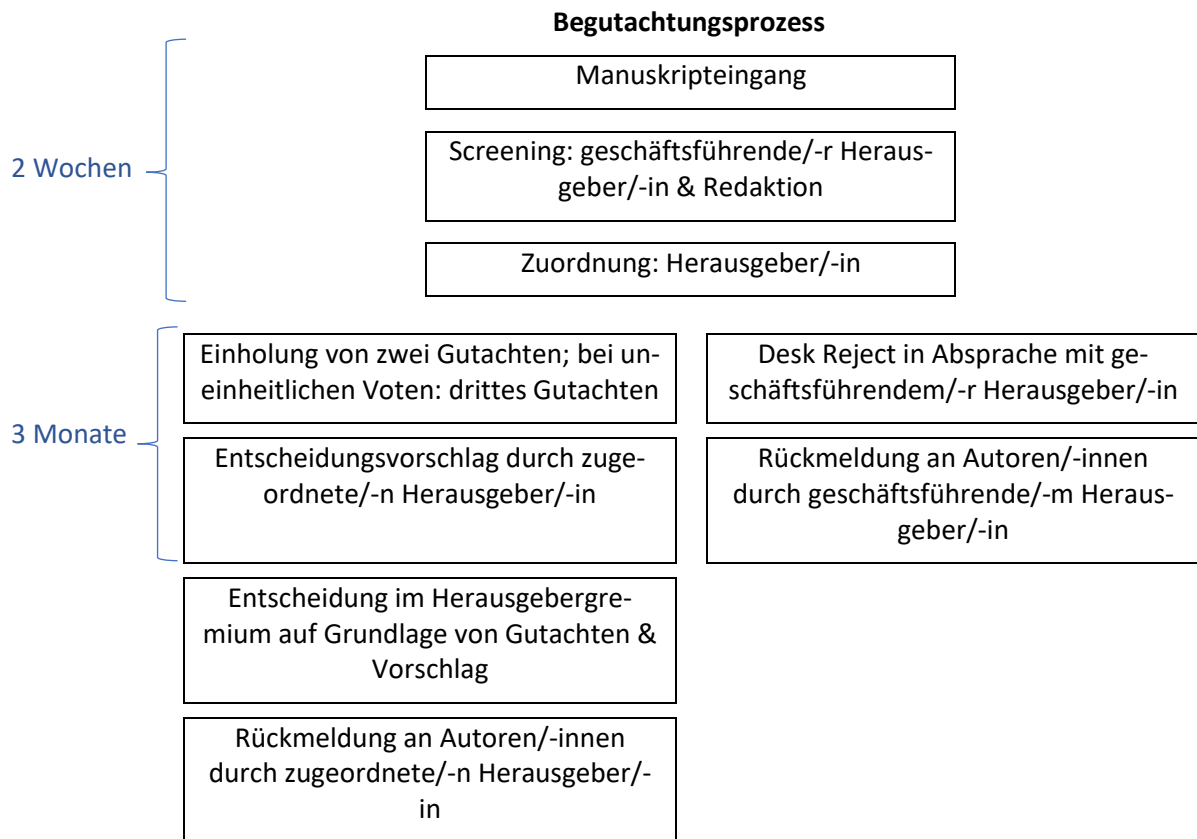 Begutachtungsprozess
Manuskripteingang
2 Wochen
Screening: geschäftsführende/-r Heraus-
geber/-in & Redaktion
Zuordnung: Herausgeber/-in
3 Monate
Einholung von zwei Gutachten; bei un-
einheitlichen Voten: drittes Gutachten
Desk Reject in Absprache mit ge-
schäftsführendem/-r Herausgeber/-in
Entscheidungsvorschlag durch zuge-
ordnete/-n Herausgeber/-in
Rückmeldung an Autoren/-innen
durch geschäftsführende/-m Heraus-
geber/-in
Entscheidung im Herausgebergre-
mium auf Grundlage von Gutachten &
Vorschlag
Rückmeldung an Autoren/-innen
durch zugeordnete/-n Herausgeber/-
in